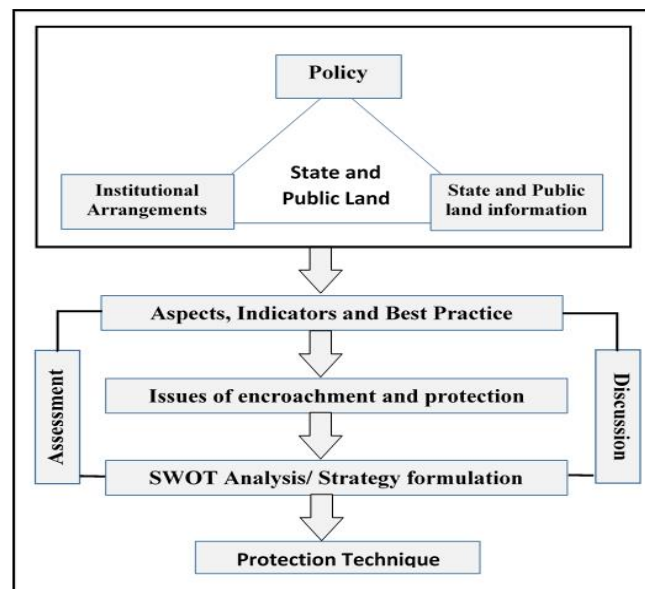 Policy
State and
Public Land
Institutional
Arrangements
State and Public
land information
Aspects, Indicators and Best Practice
Assessment
Issues of encroachment and protection
Discussion
SWOT Analysis/ Strategy formulation
Protection Technique